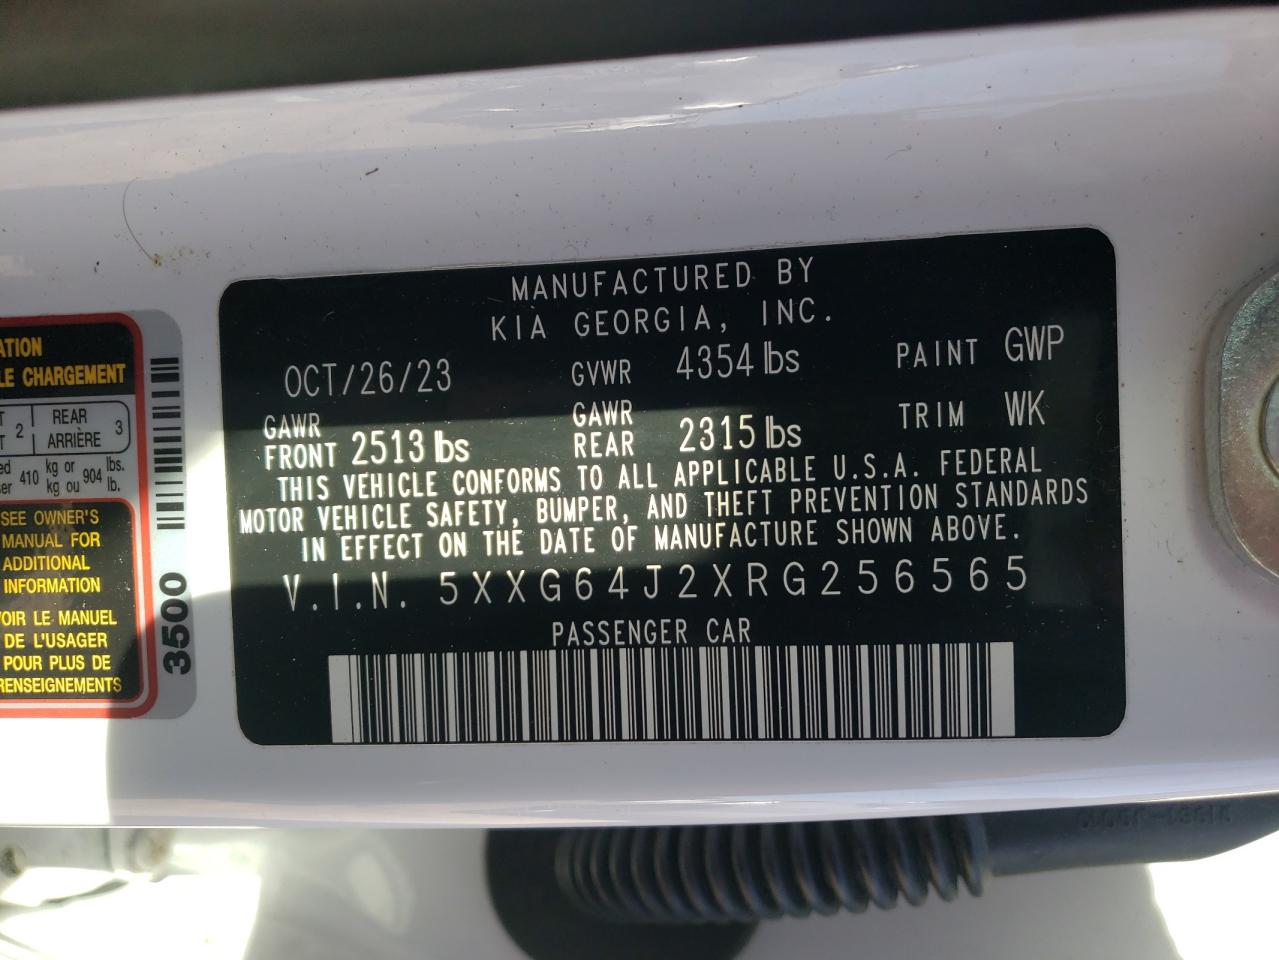 MANUFACTURED BY
KIA GEORGIA, INC.
OCT/26/23 GVWR 4354 lbs PAINT GWP
GAWR FRONT 2513 lbs GAWR REAR 2315 lbs TRIM WK
THIS VEHICLE CONFORMS TO ALL APPLICABLE U.S.A. FEDERAL
MOTOR VEHICLE SAFETY, BUMPER, AND THEFT PREVENTION STANDARDS
IN EFFECT ON THE DATE OF MANUFACTURE SHOWN ABOVE.
V.I.N. 5XXG64J2XRG256565
PASSENGER CAR
CHARGEMENT
2 REAR
ARRIÈRE 3
410 kg or 904 lbs.
kg ou lb.
SEE OWNER'S
MANUAL FOR
ADDITIONAL
INFORMATION
LE MANUEL
DE L'USAGER
POUR PLUS DE
RENSEIGNEMENTS
3500